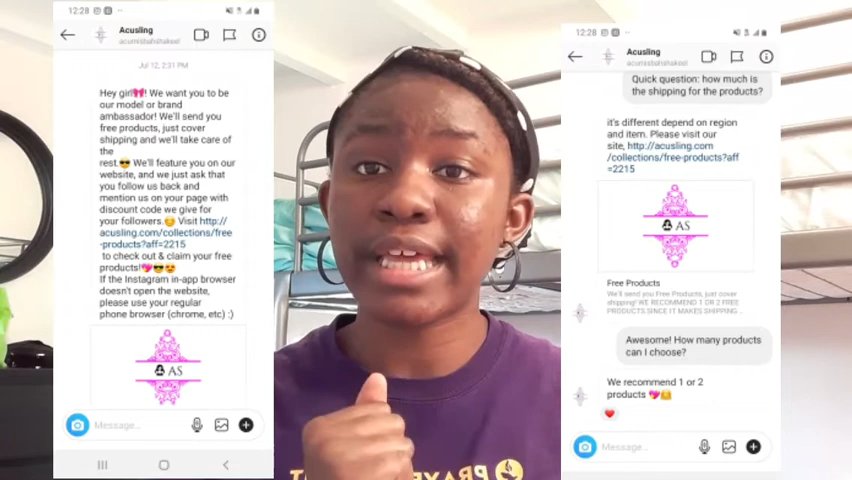 12:28
Acusling
acumisbahshakeel
Jul 12, 2:31 PM
Hey girl🎀! We want you to be
our model or brand
ambassador! We'll send you
free products, just cover
shipping and we'll take care of
the
rest.😎 We'll feature you on our
website, and we just ask that
you follow us back and
mention us on your page with
discount code we give for
your followers.😊 Visit http://
acusling.com/collections/free
-products?aff=2215
to check out & claim your free
products!💖😎😍
If the Instagram in-app browser
doesn't open the website,
please use your regular
phone browser (chrome, etc) :)
AS
Message...
PRAYE
12:28
Acusling
acumisbahshakeel
Quick question: how much is
the shipping for the products?
it's different depend on region
and item. Please visit our
site, http://acusling.com
/collections/free-products?aff
=2215
AS
Free Products
We'll send you Free Products, just cover
shipping! WE RECOMMEND 1 OR 2 FREE
PRODUCTS SINCE IT MAKES SHIPPING ...
Awesome! How many products
can I choose?
We recommend 1 or 2
products 💖😊
❤️
Message...